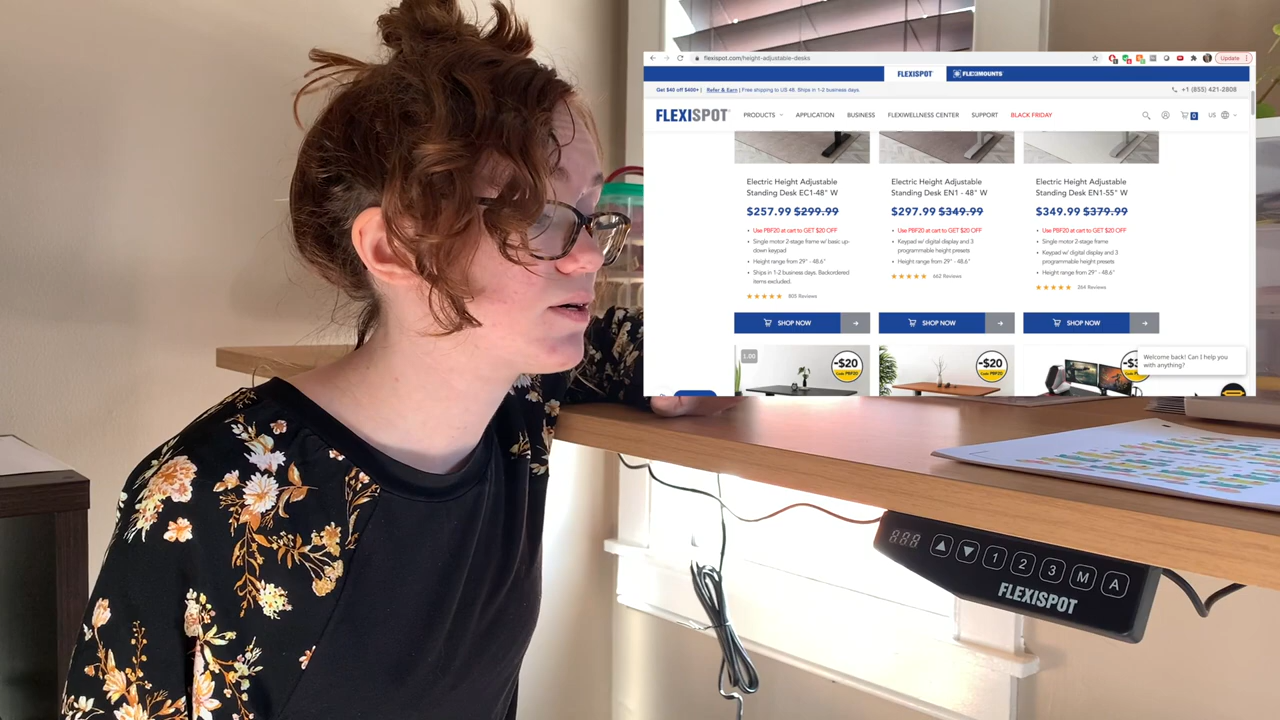 flexispot.com/height-adjustable-desks
Update
FLEXISPOT
FLEXIMOUNTS
Get $40 off $400+ | Refer & Earn | Free shipping to US 48. Ships in 1-2 business days.
+1 (855) 421-2808
FLEXISPOT
PRODUCTS
APPLICATION
BUSINESS
FLEXIWELLNESS CENTER
SUPPORT
BLACK FRIDAY
0
US
Electric Height Adjustable
Standing Desk EC1-48" W
$257.99 $299.99
• Use PBF20 at cart to GET $20 OFF
• Single motor 2-stage frame w/ basic up-
down keypad
• Height range from 29" - 48.6"
• Ships in 1-2 business days. Backordered
items excluded.
805 Reviews
SHOP NOW
Electric Height Adjustable
Standing Desk EN1 - 48" W
$297.99 $349.99
• Use PBF20 at cart to GET $20 OFF
• Keypad w/ digital display and 3
programmable height presets
• Height range from 29" - 48.6"
662 Reviews
SHOP NOW
Electric Height Adjustable
Standing Desk EN1-55" W
$349.99 $379.99
• Use PBF20 at cart to GET $20 OFF
• Single motor 2-stage frame
• Keypad w/ digital display and 3
programmable height presets
• Height range from 29" - 48.6"
264 Reviews
SHOP NOW
1.00
-$20
Code PBF20
-$20
Code PBF20
Welcome back! Can I help you
with anything?
1 2 3 M A
FLEXISPOT